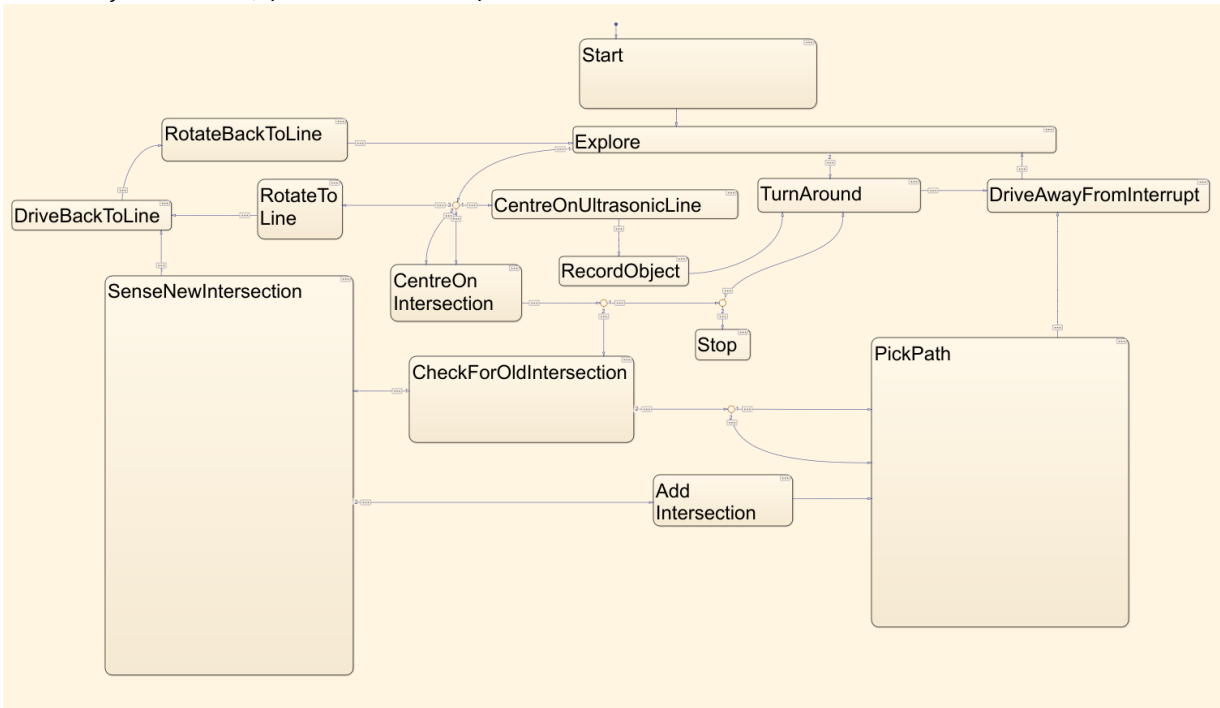 Start
Explore
RotateBackToLine
RotateTo
Line
DriveBackToLine
CentreOnUltrasonicLine
TurnAround
DriveAwayFromInterrupt
RecordObject
CentreOn
Intersection
SenseNewIntersection
Stop
PickPath
CheckForOldIntersection
Add
Intersection